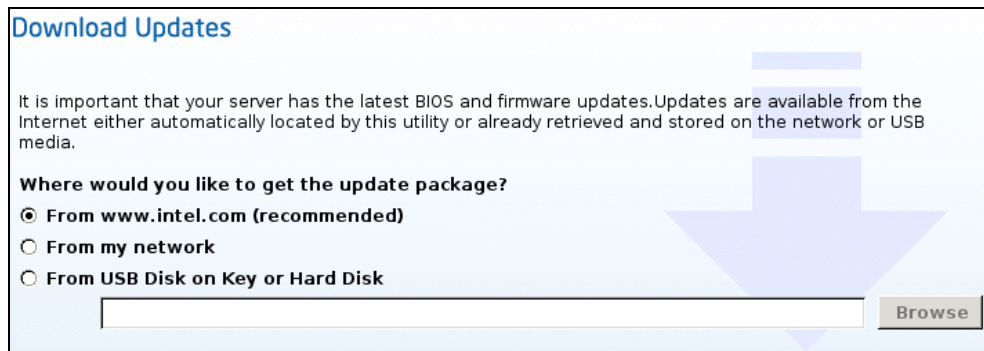 Download Updates
It is important that your server has the latest BIOS and firmware updates.Updates are available from the
Internet either automatically located by this utility or already retrieved and stored on the network or USB
media.
Where would you like to get the update package?
From www.intel.com (recommended)
From my network
From USB Disk on Key or Hard Disk
Browse